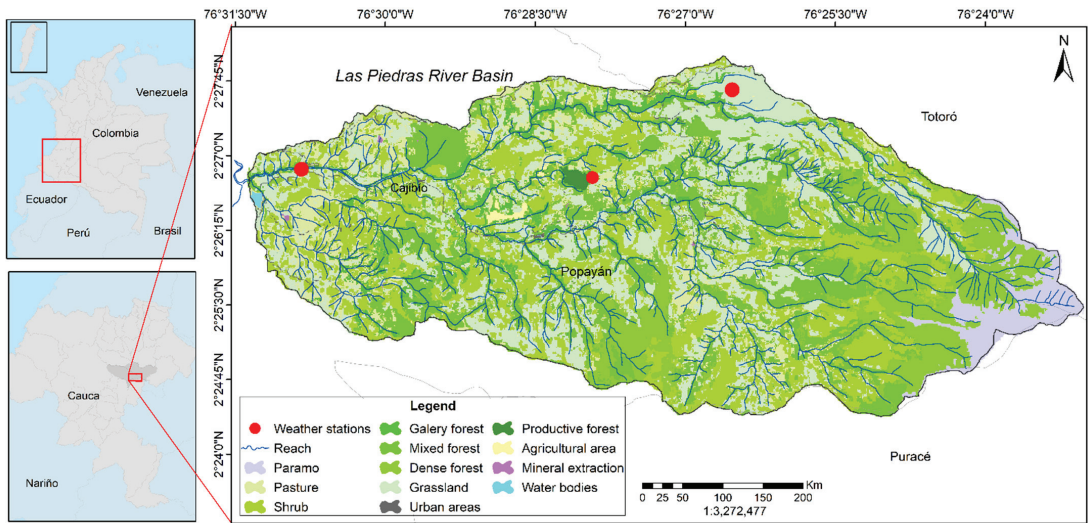 76°31'30"W 76°30'0"W 76°28'30"W 76°27'0"W 76°25'30"W 76°24'0"W
2°27'45"N
2°27'0"N
2°26'15"N
2°25'30"N
2°24'45"N
2°24'0"N
Venezuela
Colombia
Ecuador
Perú
Brasil
Cauca
Nariño
Las Piedras River Basin
N
Totoró
Cajibío
Popayán
Puracé
Legend
Weather stations
Reach
Paramo
Pasture
Shrub
Galery forest
Mixed forest
Dense forest
Grassland
Urban areas
Productive forest
Agricultural area
Mineral extraction
Water bodies
Km
0 25 50 100 150 200
1:3,272,477